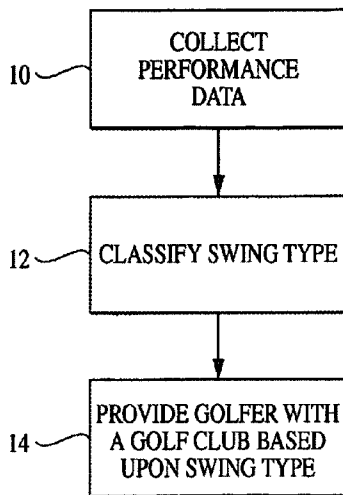 10
COLLECT
PERFORMANCE
DATA
12
CLASSIFY SWING TYPE
14
PROVIDE GOLFER WITH
A GOLF CLUB BASED
UPON SWING TYPE